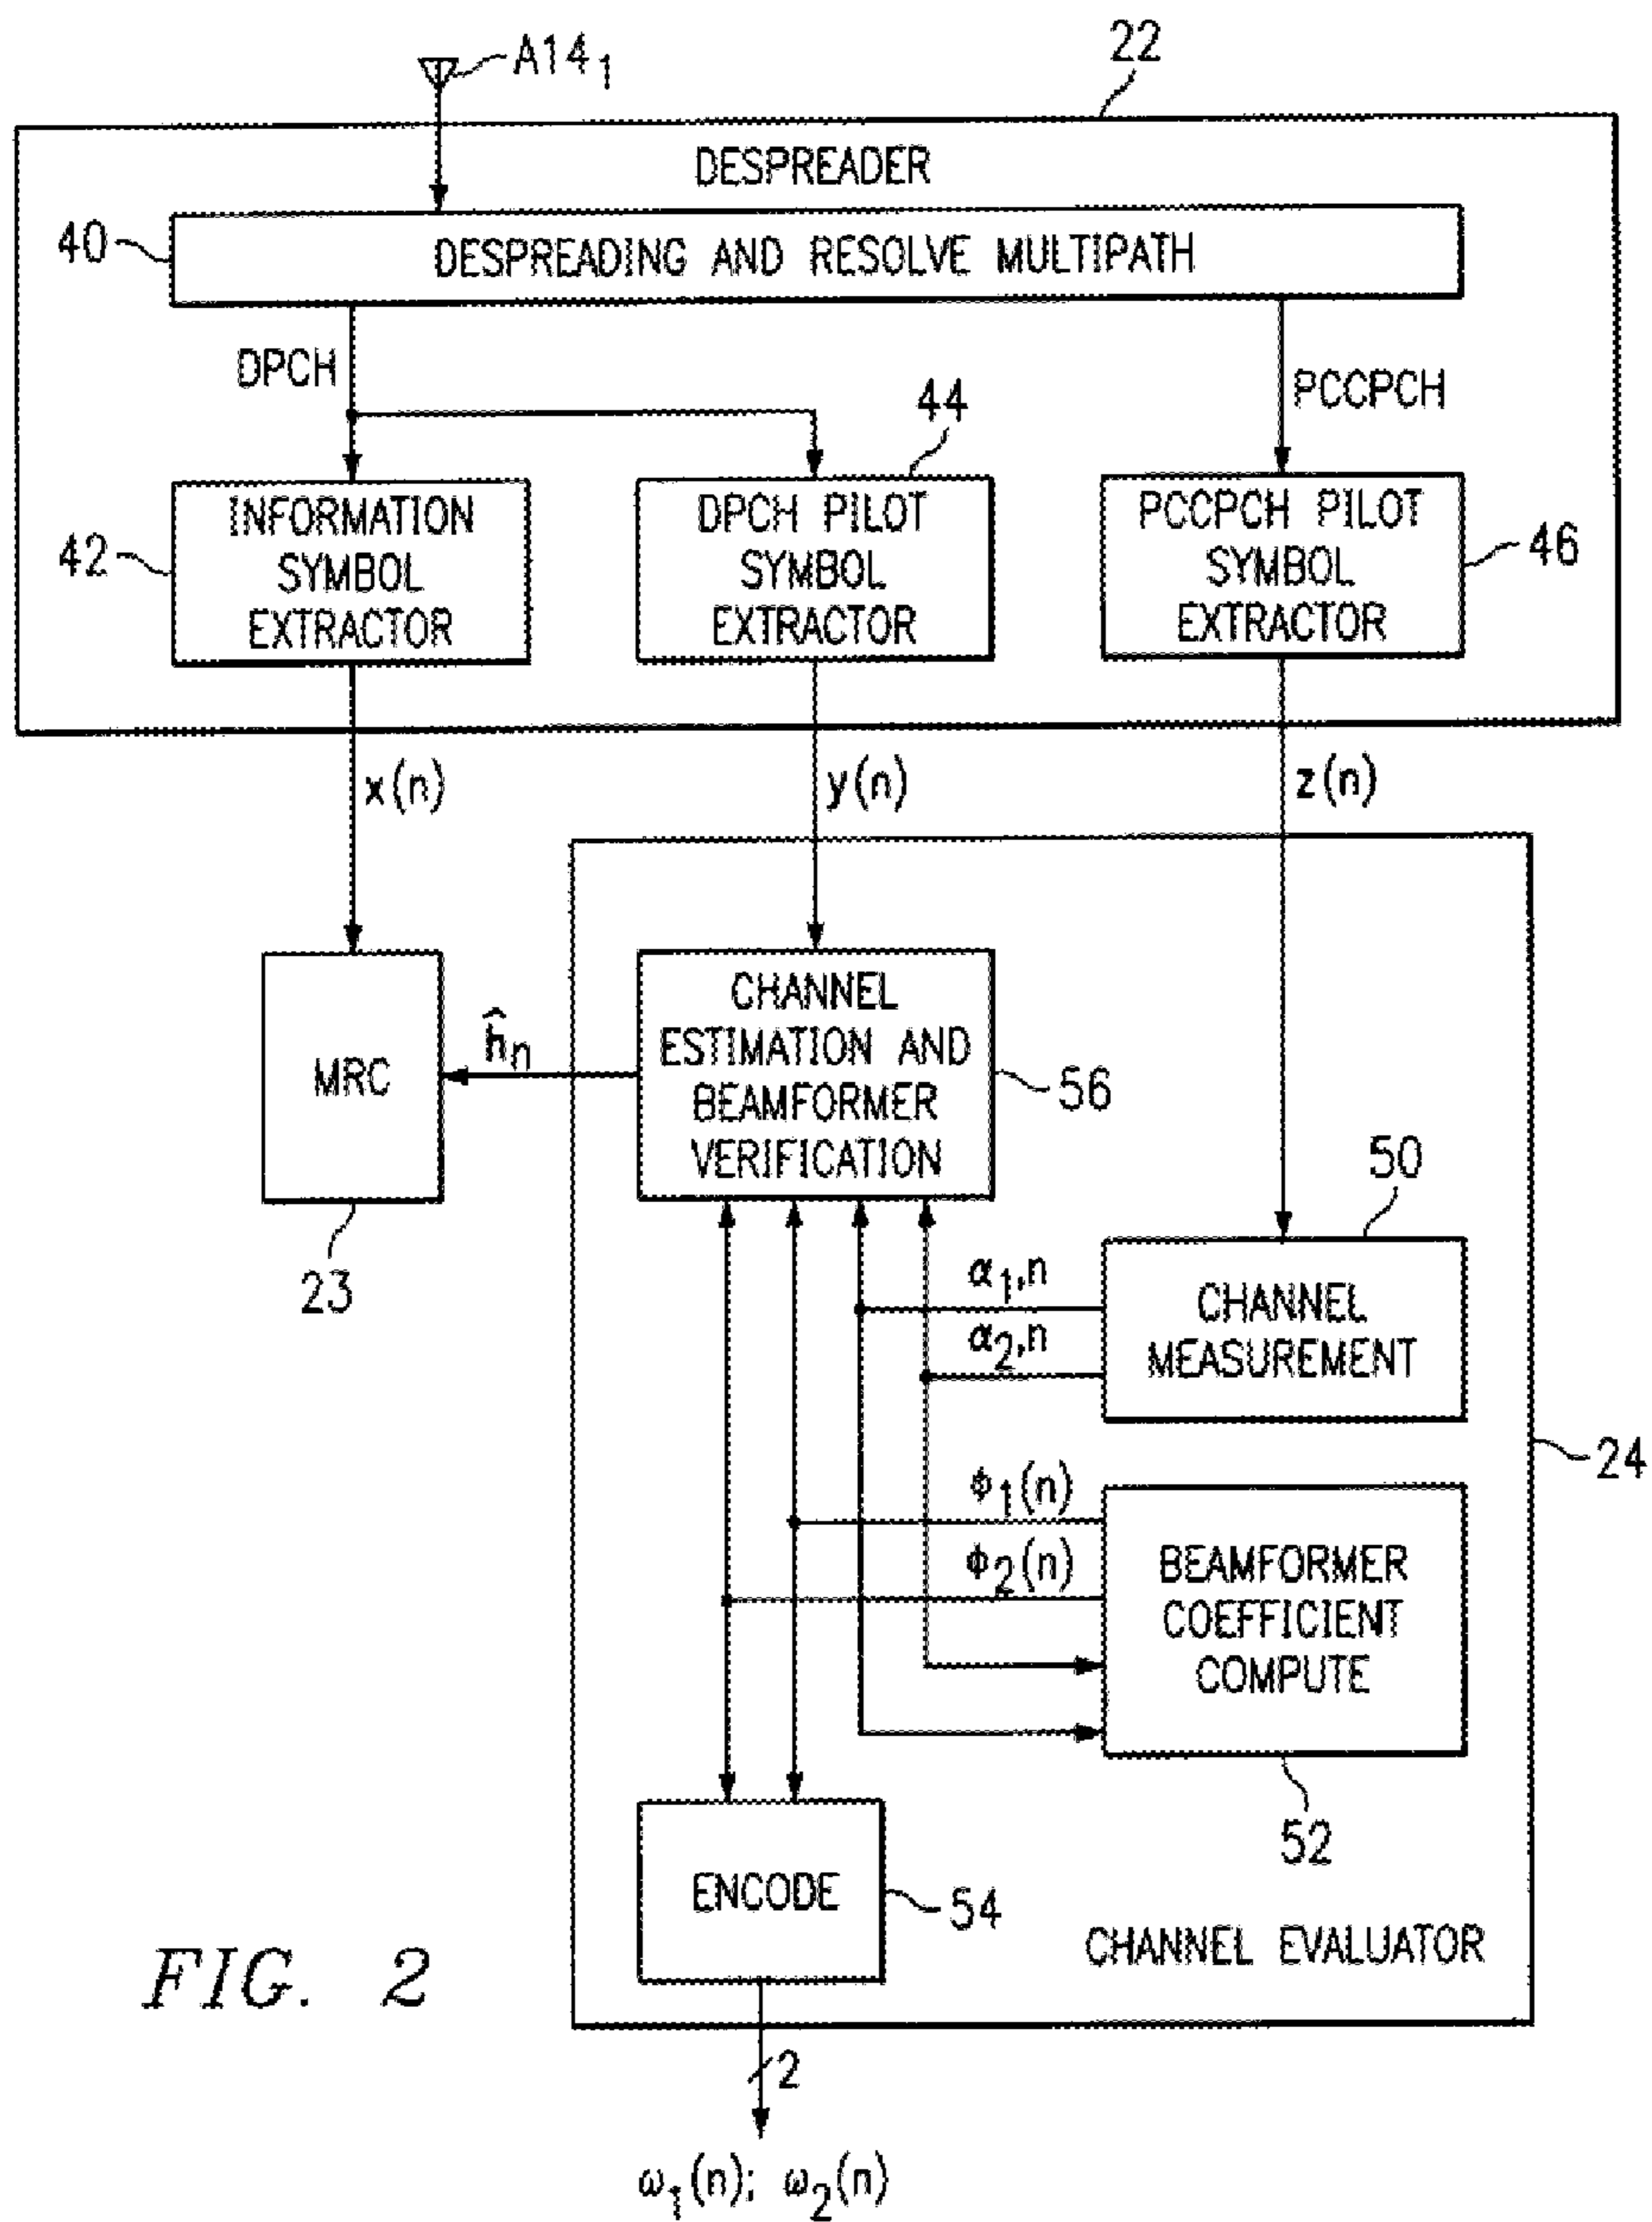 A14₁
22
DESPREADER
40
DESPREADING AND RESOLVE MULTIPATH
DPCH
PCCPCH
44
42
INFORMATION
SYMBOL
EXTRACTOR
DPCH PILOT
SYMBOL
EXTRACTOR
PCCPCH PILOT
SYMBOL
EXTRACTOR
46
x(n)
y(n)
z(n)
MRC
23
ĥₙ
CHANNEL
ESTIMATION AND
BEAMFORMER
VERIFICATION
56
50
α₁,n
α₂,n
CHANNEL
MEASUREMENT
24
ϕ₁(n)
ϕ₂(n)
BEAMFORMER
COEFFICIENT
COMPUTE
52
ENCODE
54
CHANNEL EVALUATOR
FIG. 2
2
ω₁(n); ω₂(n)